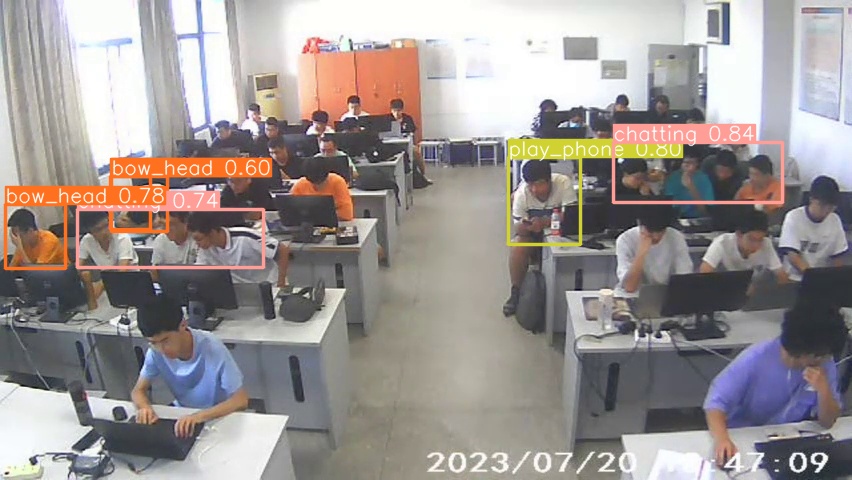 chatting 0.84
play_phone 0.80
bow_head 0.60
bow_head 0.78
chatting 0.74
2023/07/20 :47:09